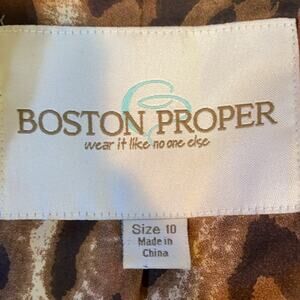 BOSTON PROPER
wear it like no one else
Size 10
Made in
China